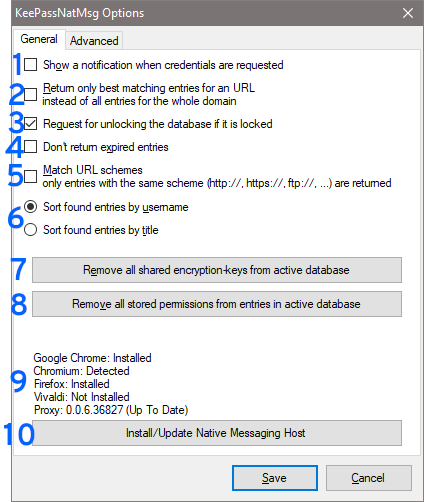 KeePassNatMsg Options
General Advanced
1 Show a notification when credentials are requested
2 Return only best matching entries for an URL
instead of all entries for the whole domain
3 Request for unlocking the database if it is locked
4 Don't return expired entries
5 Match URL schemes
only entries with the same scheme (http://, https://, ftp://, ...) are returned
6 Sort found entries by username
Sort found entries by title
7 Remove all shared encryption-keys from active database
8 Remove all stored permissions from entries in active database
Google Chrome: Installed
Chromium: Detected
9 Firefox: Installed
Vivaldi: Not Installed
Proxy: 0.0.6.36827 (Up To Date)
10 Install/Update Native Messaging Host
Save Cancel